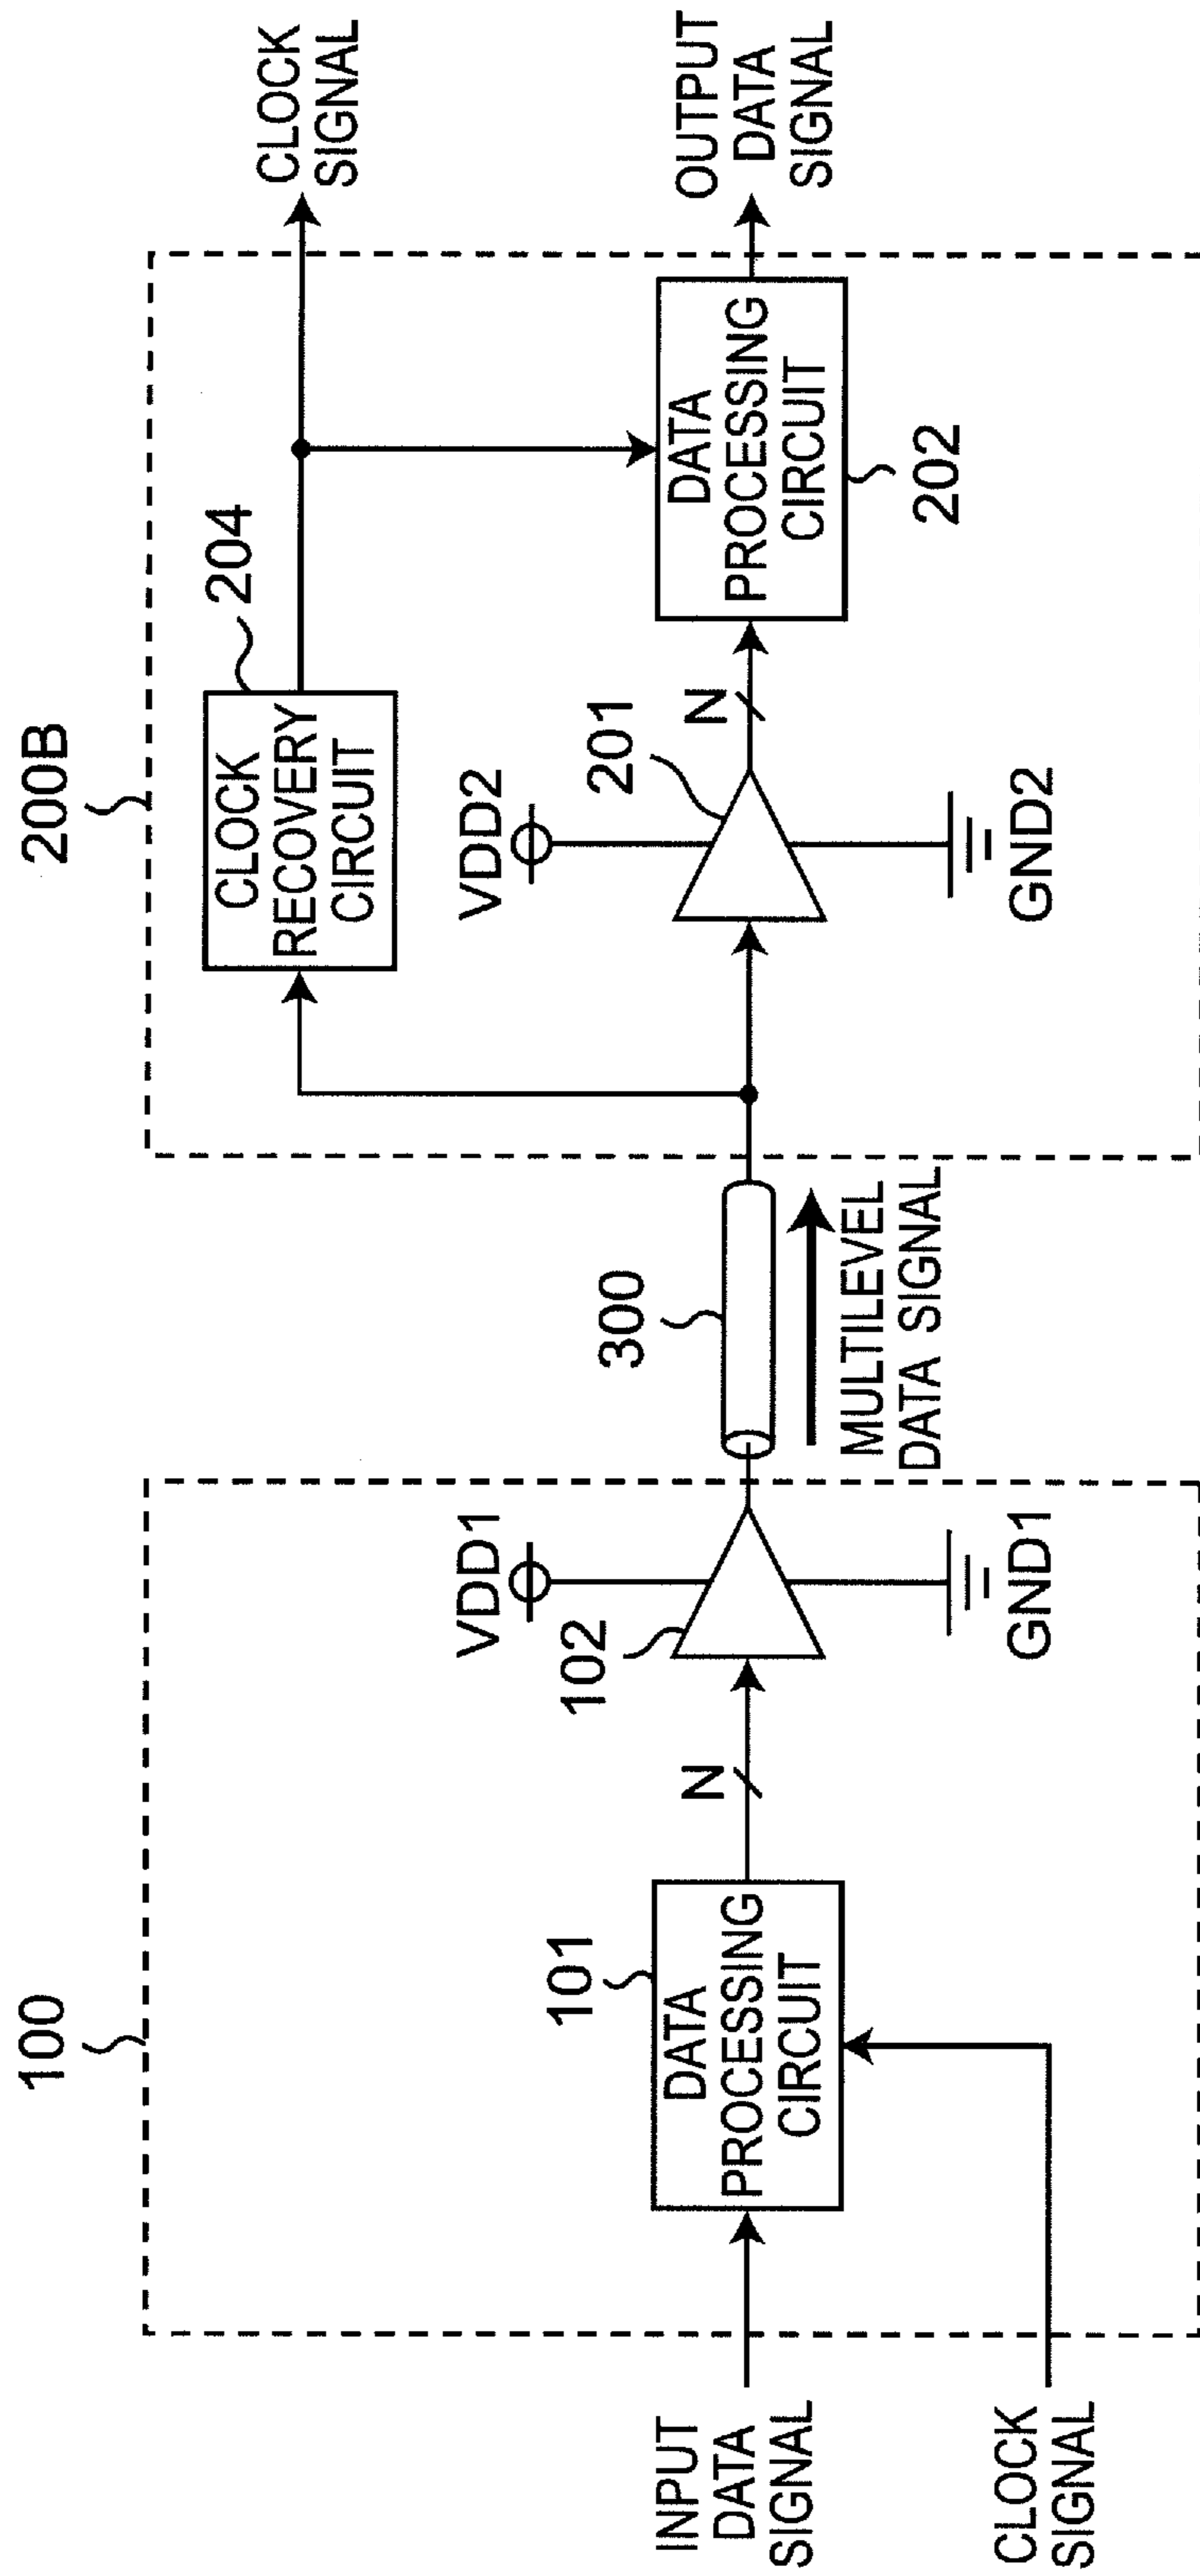 100
200B
INPUT
DATA
SIGNAL
CLOCK
SIGNAL
101
DATA
PROCESSING
CIRCUIT
N
102
VDD1
GND1
300
MULTILEVEL
DATA SIGNAL
CLOCK
RECOVERY
CIRCUIT
204
VDD2
201
GND2
N
DATA
PROCESSING
CIRCUIT
202
CLOCK
SIGNAL
OUTPUT
DATA
SIGNAL